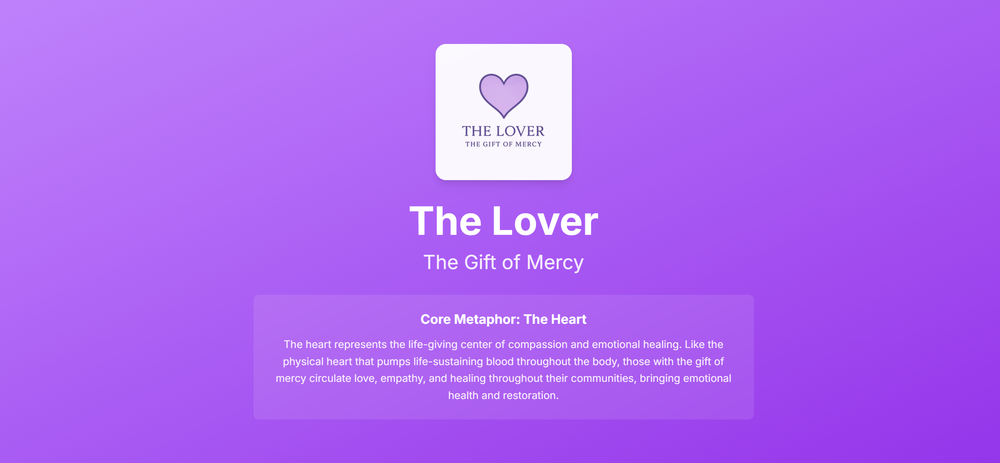 THE LOVER
THE GIFT OF MERCY
The Lover
The Gift of Mercy
Core Metaphor: The Heart
The heart represents the life-giving center of compassion and emotional healing. Like the
physical heart that pumps life-sustaining blood throughout the body, those with the gift of
mercy circulate love, empathy, and healing throughout their communities, bringing emotional
health and restoration.